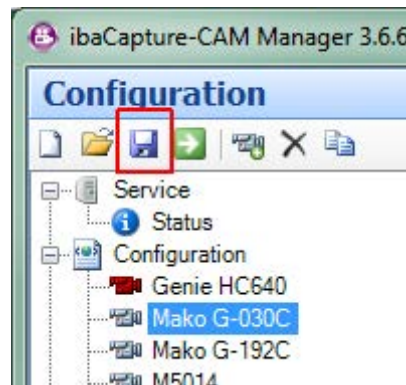 ibaCapture-CAM Manager 3.6.6
Configuration
Service
Status
Configuration
Genie HC640
Mako G-030C
Mako G-192C
M5014